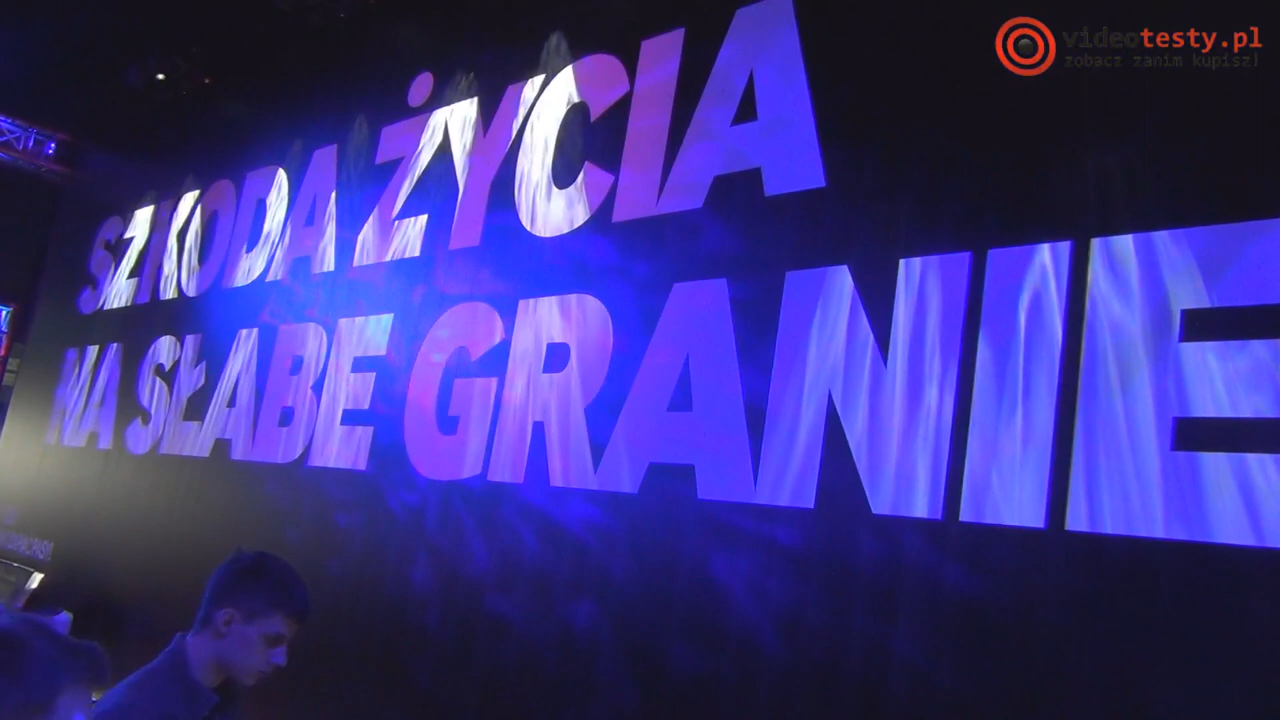 videotesty.pl
zobacz zanim kupisz!
SZKODA ŻYCIA
NA SŁABE GRANIE